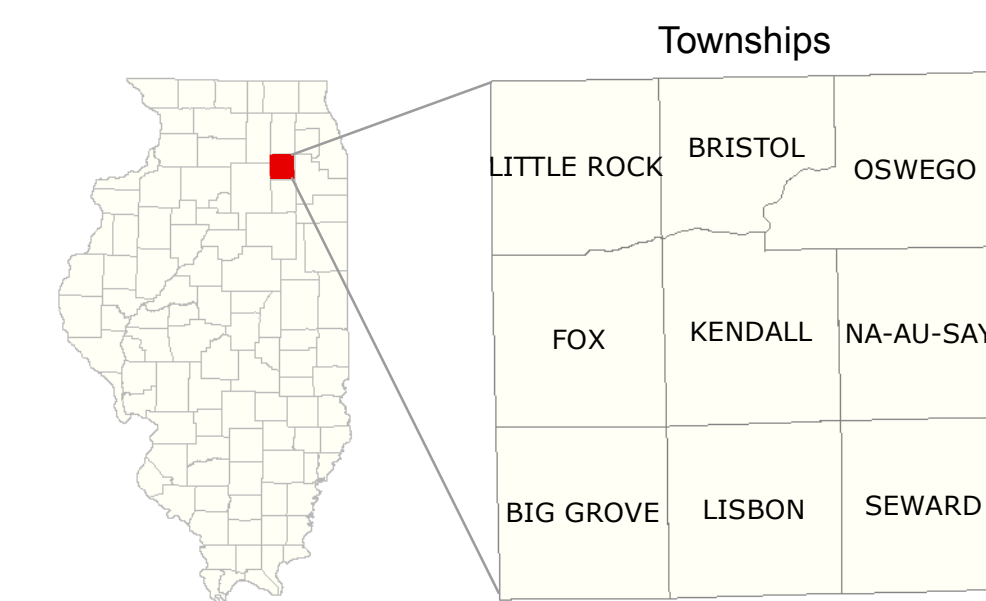 Townships
LITTLE ROCK
BRISTOL
OSWEGO
FOX
KENDALL
NA-AU-SAY
BIG GROVE
LISBON
SEWARD